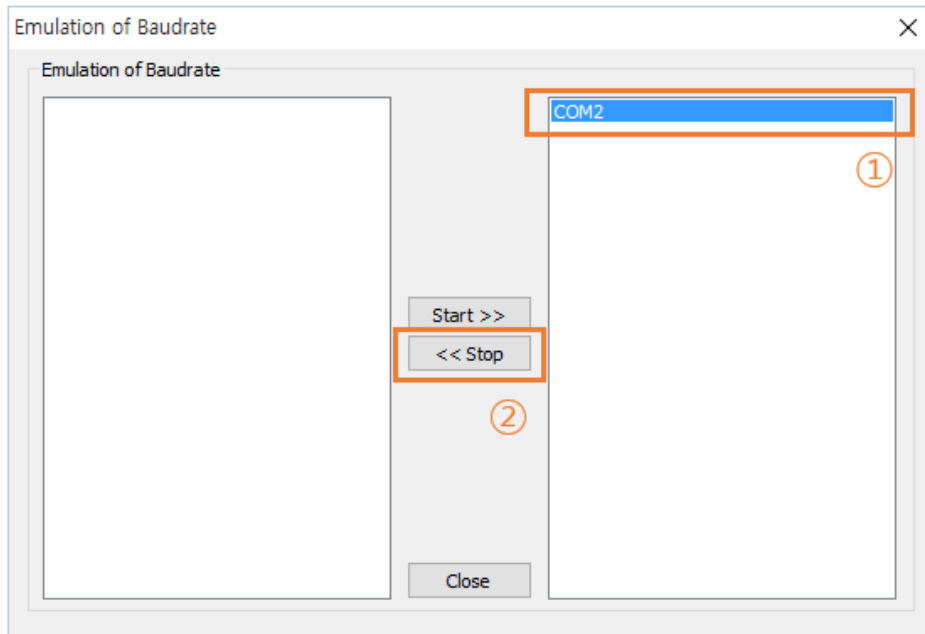 Emulation of Baudrate
Emulation of Baudrate
COM2
①
Start >>
<< Stop
②
Close